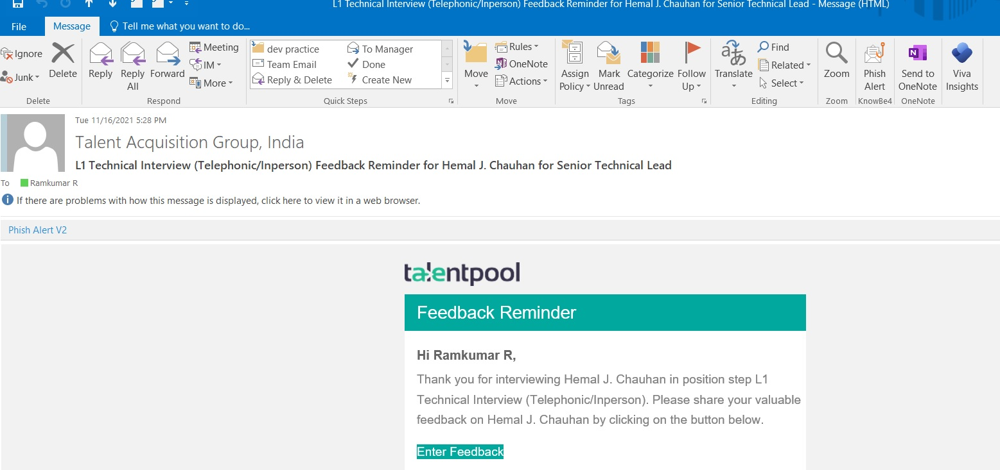 L1 Technical Interview (Telephonic/Inperson) Feedback Reminder for Hemal J. Chauhan for Senior Technical Lead - Message (HTML)
File Message Tell me what you want to do...
Ignore
Junk
Delete
Delete
Reply
Reply All
Forward
Meeting
IM
More
Respond
dev practice
To Manager
Team Email
Done
Reply & Delete
Create New
Quick Steps
Move
Rules
OneNote
Actions
Move
Assign Policy
Mark Unread
Categorize
Follow Up
Tags
Translate
Find
Related
Select
Editing
Zoom
Zoom
Phish Alert
KnowBe4
Send to OneNote
OneNote
Viva Insights
Tue 11/16/2021 5:28 PM
Talent Acquisition Group, India
L1 Technical Interview (Telephonic/Inperson) Feedback Reminder for Hemal J. Chauhan for Senior Technical Lead
To Ramkumar R
If there are problems with how this message is displayed, click here to view it in a web browser.
Phish Alert V2
talentpool
Feedback Reminder
Hi Ramkumar R,
Thank you for interviewing Hemal J. Chauhan in position step L1
Technical Interview (Telephonic/Inperson). Please share your valuable
feedback on Hemal J. Chauhan by clicking on the button below.
Enter Feedback